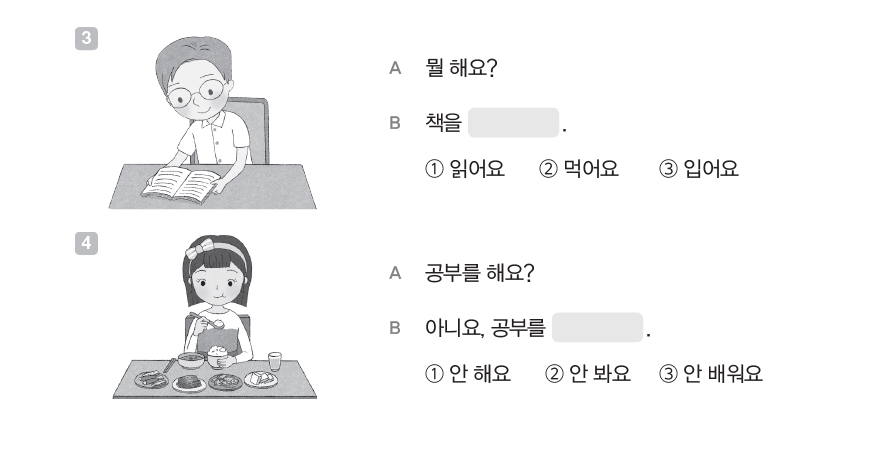 3
A 뭘 해요?
B 책을 .
① 읽어요 ② 먹어요 ③ 입어요
4
A 공부를 해요?
B 아니요, 공부를 .
① 안 해요 ② 안 봐요 ③ 안 배워요